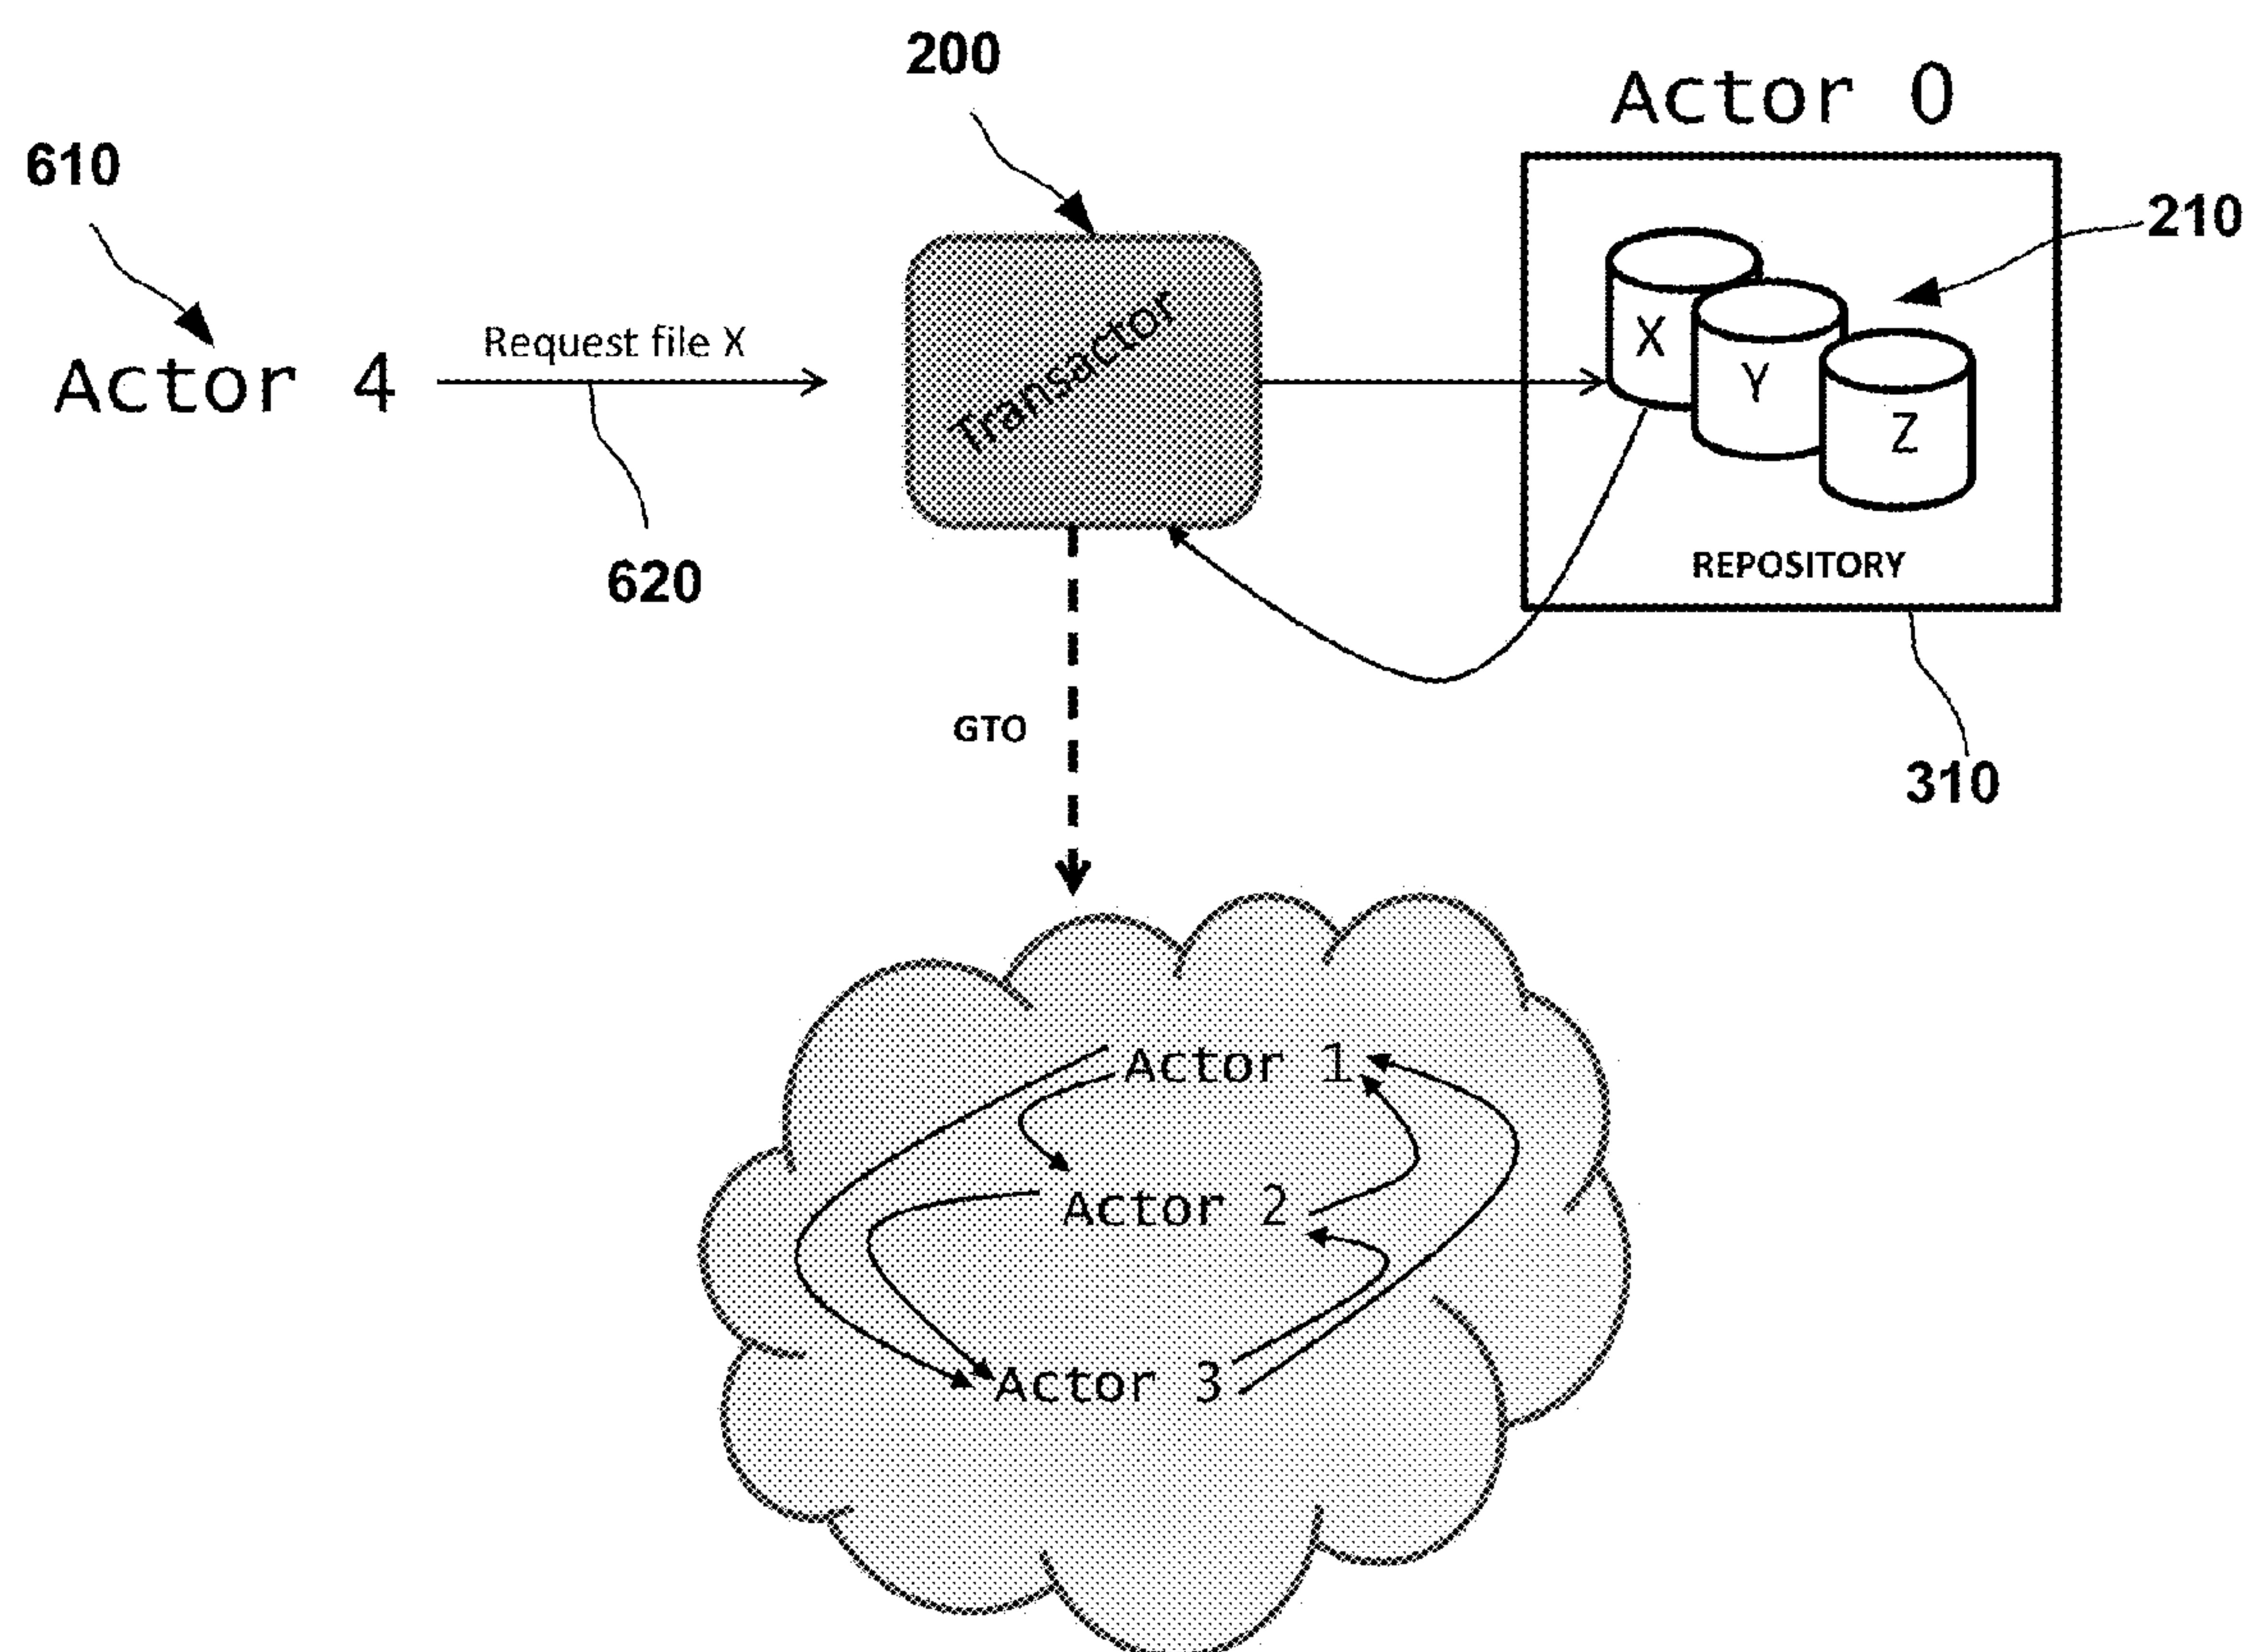 200
Actor 0
610
210
Request file X
Actor 4
Transactor
X
Y
Z
REPOSITORY
620
GTO
310
Actor 1
Actor 2
Actor 3